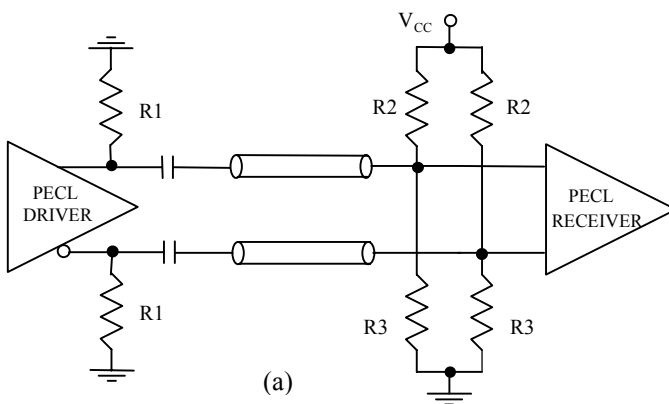 V_CC
R1
R2
R2
PECL
DRIVER
PECL
RECEIVER
R1
R3
R3
(a)